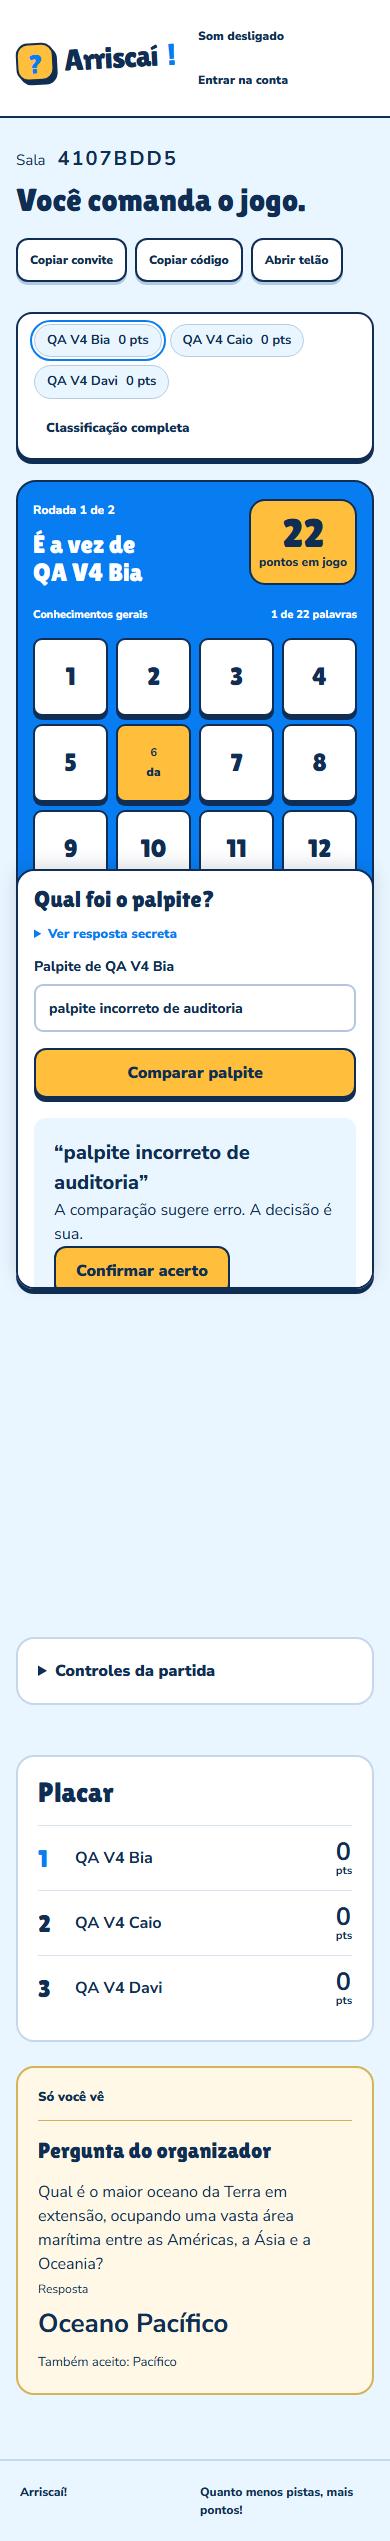 ? Arriscaí !
Som desligado
Entrar na conta
Sala 4107BDD5
Você comanda o jogo.
Copiar convite Copiar código Abrir telão
QA V4 Bia 0 pts QA V4 Caio 0 pts
QA V4 Davi 0 pts
Classificação completa
Rodada 1 de 2
É a vez de
QA V4 Bia
22
pontos em jogo
Conhecimentos gerais 1 de 22 palavras
1 2 3 4
5 6 7 8
da
9 10 11 12
Qual foi o palpite?
Ver resposta secreta
Palpite de QA V4 Bia
palpite incorreto de auditoria
Comparar palpite
“palpite incorreto de
auditoria”
A comparação sugere erro. A decisão é
sua.
Confirmar acerto
Controles da partida
Placar
1 QA V4 Bia 0
pts
2 QA V4 Caio 0
pts
3 QA V4 Davi 0
pts
Só você vê
Pergunta do organizador
Qual é o maior oceano da Terra em
extensão, ocupando uma vasta área
marítima entre as Américas, a Ásia e a
Oceania?
Resposta
Oceano Pacífico
Também aceito: Pacífico
Arriscaí!
Quanto menos pistas, mais
pontos!